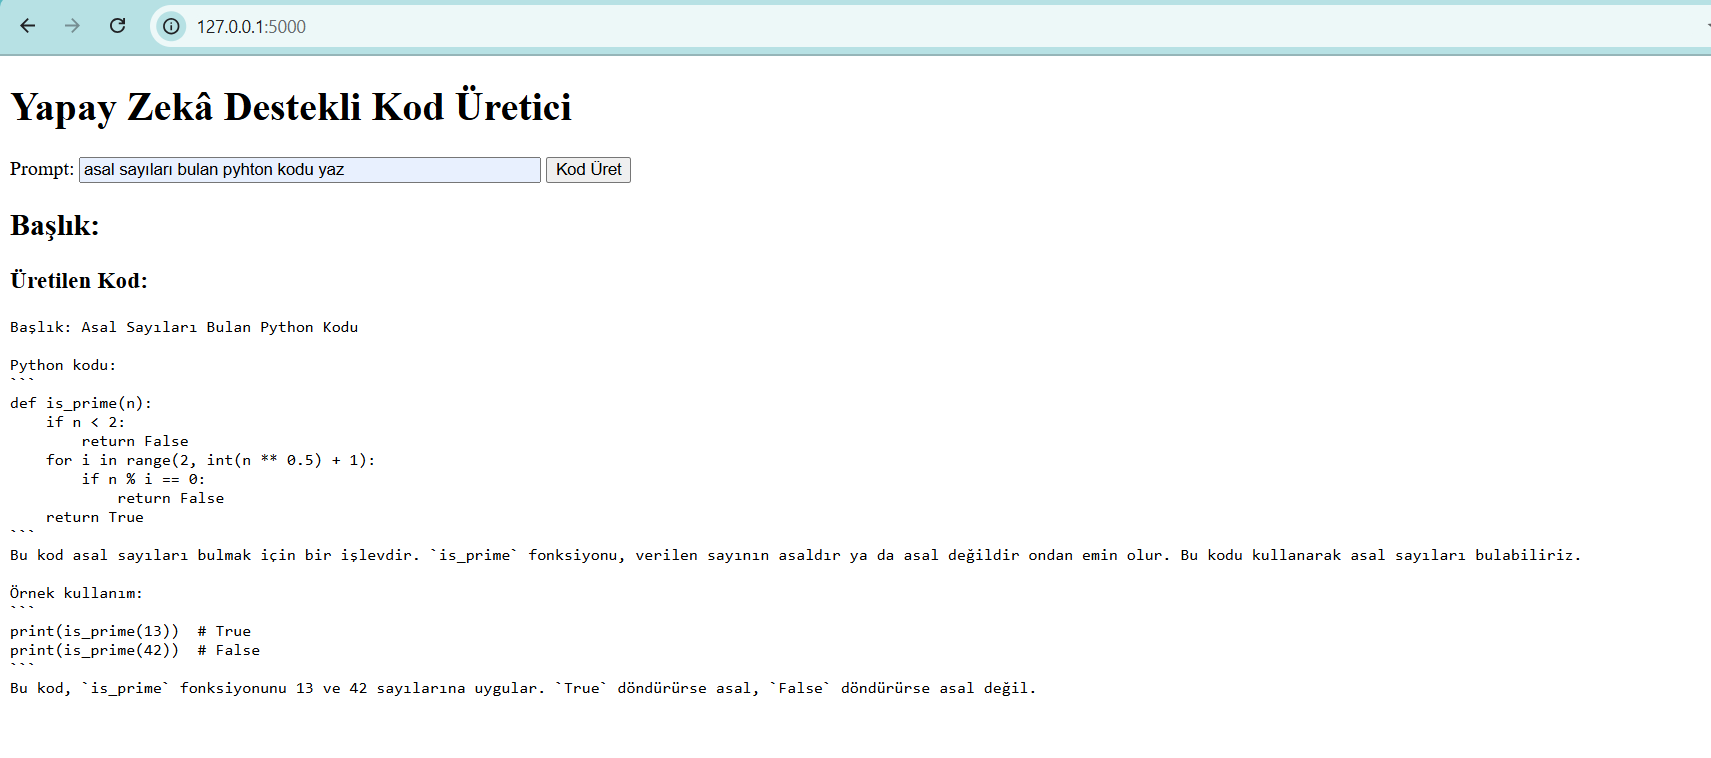 127.0.0.1:5000
Yapay Zekâ Destekli Kod Üretici
Prompt: asal sayıları bulan pyhton kodu yaz Kod Üret
Başlık:
Üretilen Kod:
Başlık: Asal Sayıları Bulan Python Kodu
Python kodu:
```
def is_prime(n):
    if n < 2:
        return False
    for i in range(2, int(n ** 0.5) + 1):
        if n % i == 0:
            return False
    return True
```
Bu kod asal sayıları bulmak için bir işlevdir. `is_prime` fonksiyonu, verilen sayının asaldır ya da asal değildir ondan emin olur. Bu kodu kullanarak asal sayıları bulabiliriz.
Örnek kullanım:
```
print(is_prime(13))  # True
print(is_prime(42))  # False
```
Bu kod, `is_prime` fonksiyonunu 13 ve 42 sayılarına uygular. `True` döndürürse asal, `False` döndürürse asal değil.